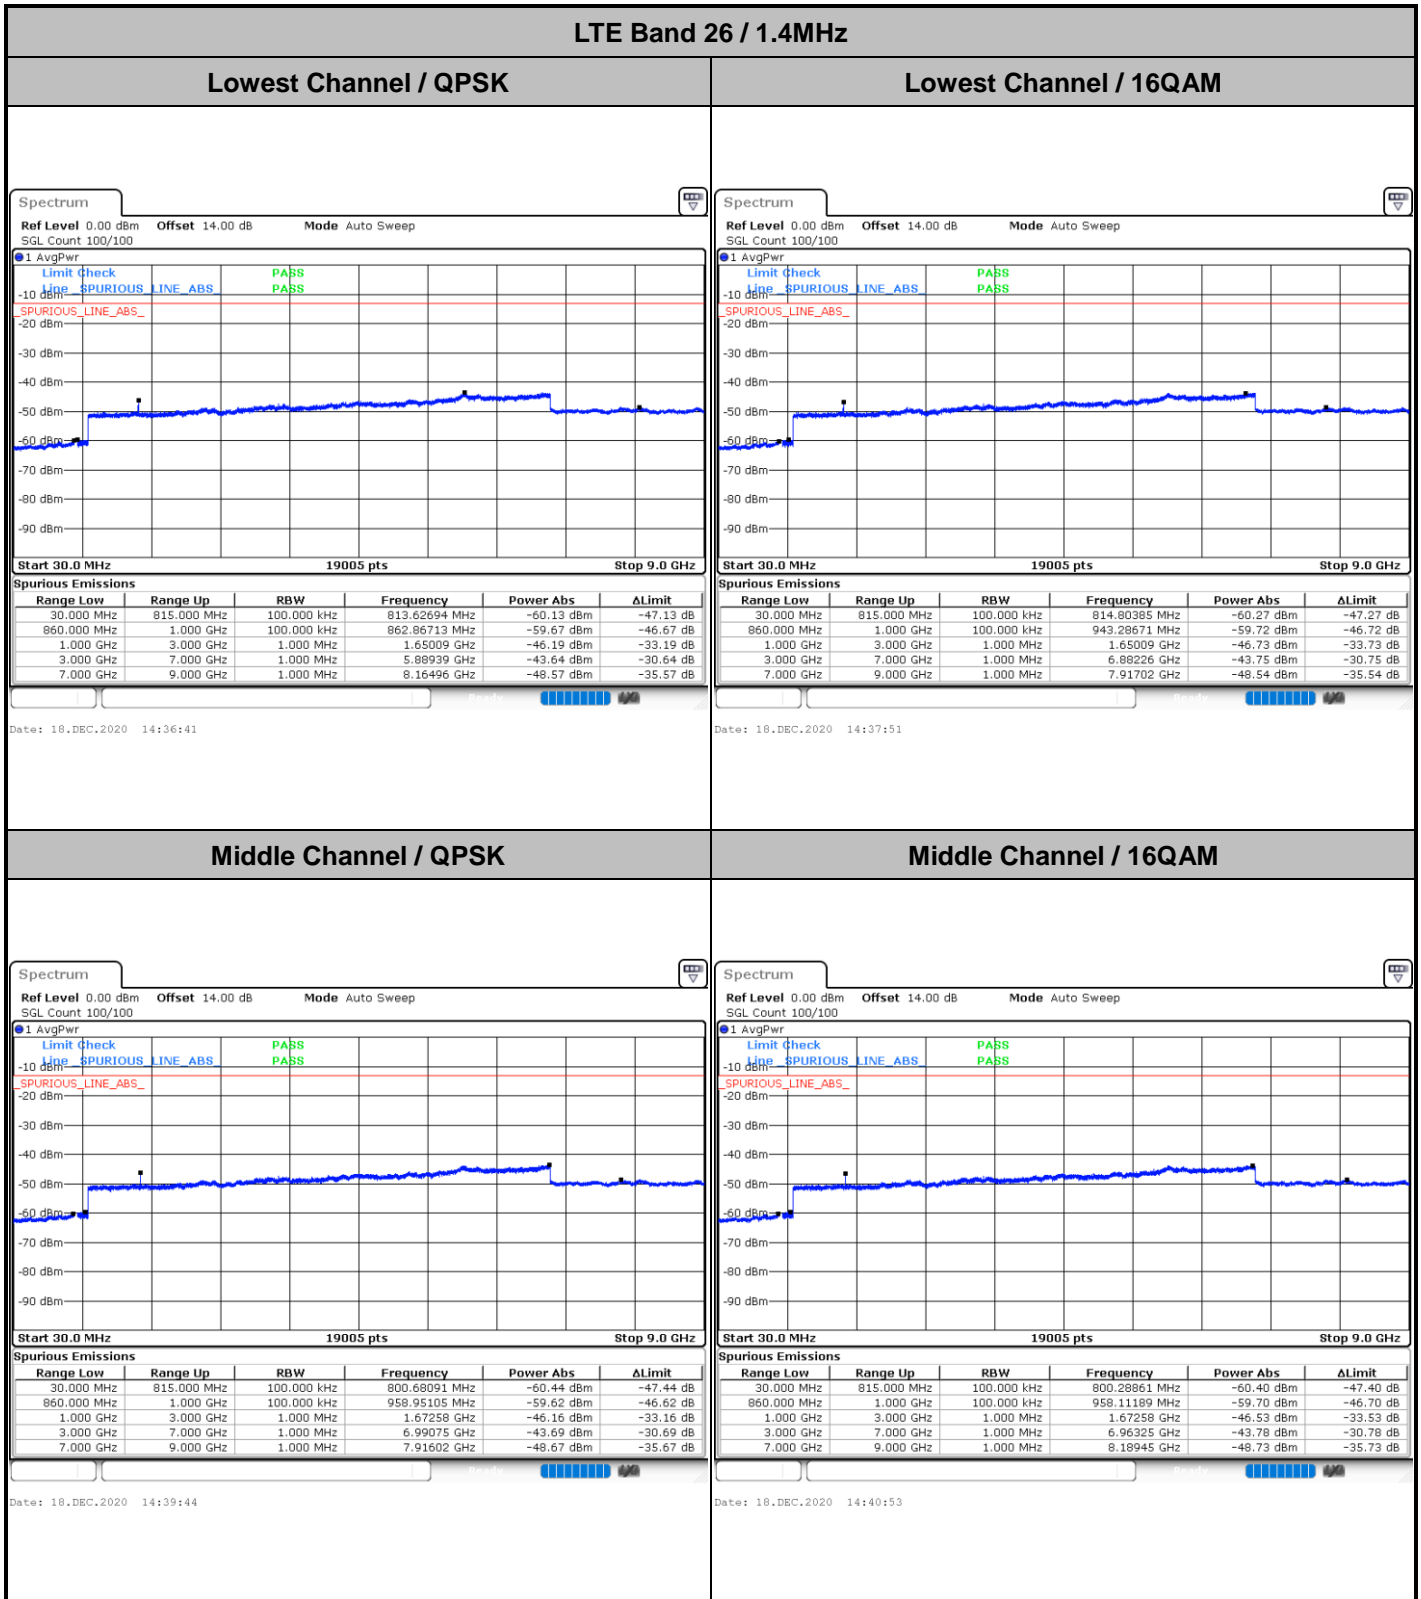 LTE Band 26 / 1.4MHz
Lowest Channel / QPSK
Lowest Channel / 16QAM
Spectrum
Ref Level 0.00 dBm Offset 14.00 dB Mode Auto Sweep
SGL Count 100/100
1 AvgPwr
Limit Check PASS
Line _SPURIOUS_LINE_ABS_ PASS
-10 dBm
_SPURIOUS_LINE_ABS_
-20 dBm
-30 dBm
-40 dBm
-50 dBm
-60 dBm
-70 dBm
-80 dBm
-90 dBm
Start 30.0 MHz 19005 pts Stop 9.0 GHz
Spurious Emissions
Range Low Range Up RBW Frequency Power Abs ΔLimit
30.000 MHz 815.000 MHz 100.000 kHz 813.62694 MHz -60.13 dBm -47.13 dB
860.000 MHz 1.000 GHz 100.000 kHz 862.86713 MHz -59.67 dBm -46.67 dB
1.000 GHz 3.000 GHz 1.000 MHz 1.65009 GHz -46.19 dBm -33.19 dB
3.000 GHz 7.000 GHz 1.000 MHz 5.88939 GHz -43.64 dBm -30.64 dB
7.000 GHz 9.000 GHz 1.000 MHz 8.16496 GHz -48.57 dBm -35.57 dB
Ready
Date: 18.DEC.2020 14:36:41
Spectrum
Ref Level 0.00 dBm Offset 14.00 dB Mode Auto Sweep
SGL Count 100/100
1 AvgPwr
Limit Check PASS
Line _SPURIOUS_LINE_ABS_ PASS
-10 dBm
_SPURIOUS_LINE_ABS_
-20 dBm
-30 dBm
-40 dBm
-50 dBm
-60 dBm
-70 dBm
-80 dBm
-90 dBm
Start 30.0 MHz 19005 pts Stop 9.0 GHz
Spurious Emissions
Range Low Range Up RBW Frequency Power Abs ΔLimit
30.000 MHz 815.000 MHz 100.000 kHz 814.80385 MHz -60.27 dBm -47.27 dB
860.000 MHz 1.000 GHz 100.000 kHz 943.28671 MHz -59.72 dBm -46.72 dB
1.000 GHz 3.000 GHz 1.000 MHz 1.65009 GHz -46.73 dBm -33.73 dB
3.000 GHz 7.000 GHz 1.000 MHz 6.88226 GHz -43.75 dBm -30.75 dB
7.000 GHz 9.000 GHz 1.000 MHz 7.91702 GHz -48.54 dBm -35.54 dB
Ready
Date: 18.DEC.2020 14:37:51
Middle Channel / QPSK
Middle Channel / 16QAM
Spectrum
Ref Level 0.00 dBm Offset 14.00 dB Mode Auto Sweep
SGL Count 100/100
1 AvgPwr
Limit Check PASS
Line _SPURIOUS_LINE_ABS_ PASS
-10 dBm
_SPURIOUS_LINE_ABS_
-20 dBm
-30 dBm
-40 dBm
-50 dBm
-60 dBm
-70 dBm
-80 dBm
-90 dBm
Start 30.0 MHz 19005 pts Stop 9.0 GHz
Spurious Emissions
Range Low Range Up RBW Frequency Power Abs ΔLimit
30.000 MHz 815.000 MHz 100.000 kHz 800.68091 MHz -60.44 dBm -47.44 dB
860.000 MHz 1.000 GHz 100.000 kHz 958.95105 MHz -59.62 dBm -46.62 dB
1.000 GHz 3.000 GHz 1.000 MHz 1.67258 GHz -46.16 dBm -33.16 dB
3.000 GHz 7.000 GHz 1.000 MHz 6.99075 GHz -43.69 dBm -30.69 dB
7.000 GHz 9.000 GHz 1.000 MHz 7.91602 GHz -48.67 dBm -35.67 dB
Ready
Date: 18.DEC.2020 14:39:44
Spectrum
Ref Level 0.00 dBm Offset 14.00 dB Mode Auto Sweep
SGL Count 100/100
1 AvgPwr
Limit Check PASS
Line _SPURIOUS_LINE_ABS_ PASS
-10 dBm
_SPURIOUS_LINE_ABS_
-20 dBm
-30 dBm
-40 dBm
-50 dBm
-60 dBm
-70 dBm
-80 dBm
-90 dBm
Start 30.0 MHz 19005 pts Stop 9.0 GHz
Spurious Emissions
Range Low Range Up RBW Frequency Power Abs ΔLimit
30.000 MHz 815.000 MHz 100.000 kHz 800.28861 MHz -60.40 dBm -47.40 dB
860.000 MHz 1.000 GHz 100.000 kHz 958.11189 MHz -59.70 dBm -46.70 dB
1.000 GHz 3.000 GHz 1.000 MHz 1.67258 GHz -46.53 dBm -33.53 dB
3.000 GHz 7.000 GHz 1.000 MHz 6.96325 GHz -43.78 dBm -30.78 dB
7.000 GHz 9.000 GHz 1.000 MHz 8.18945 GHz -48.73 dBm -35.73 dB
Ready
Date: 18.DEC.2020 14:40:53